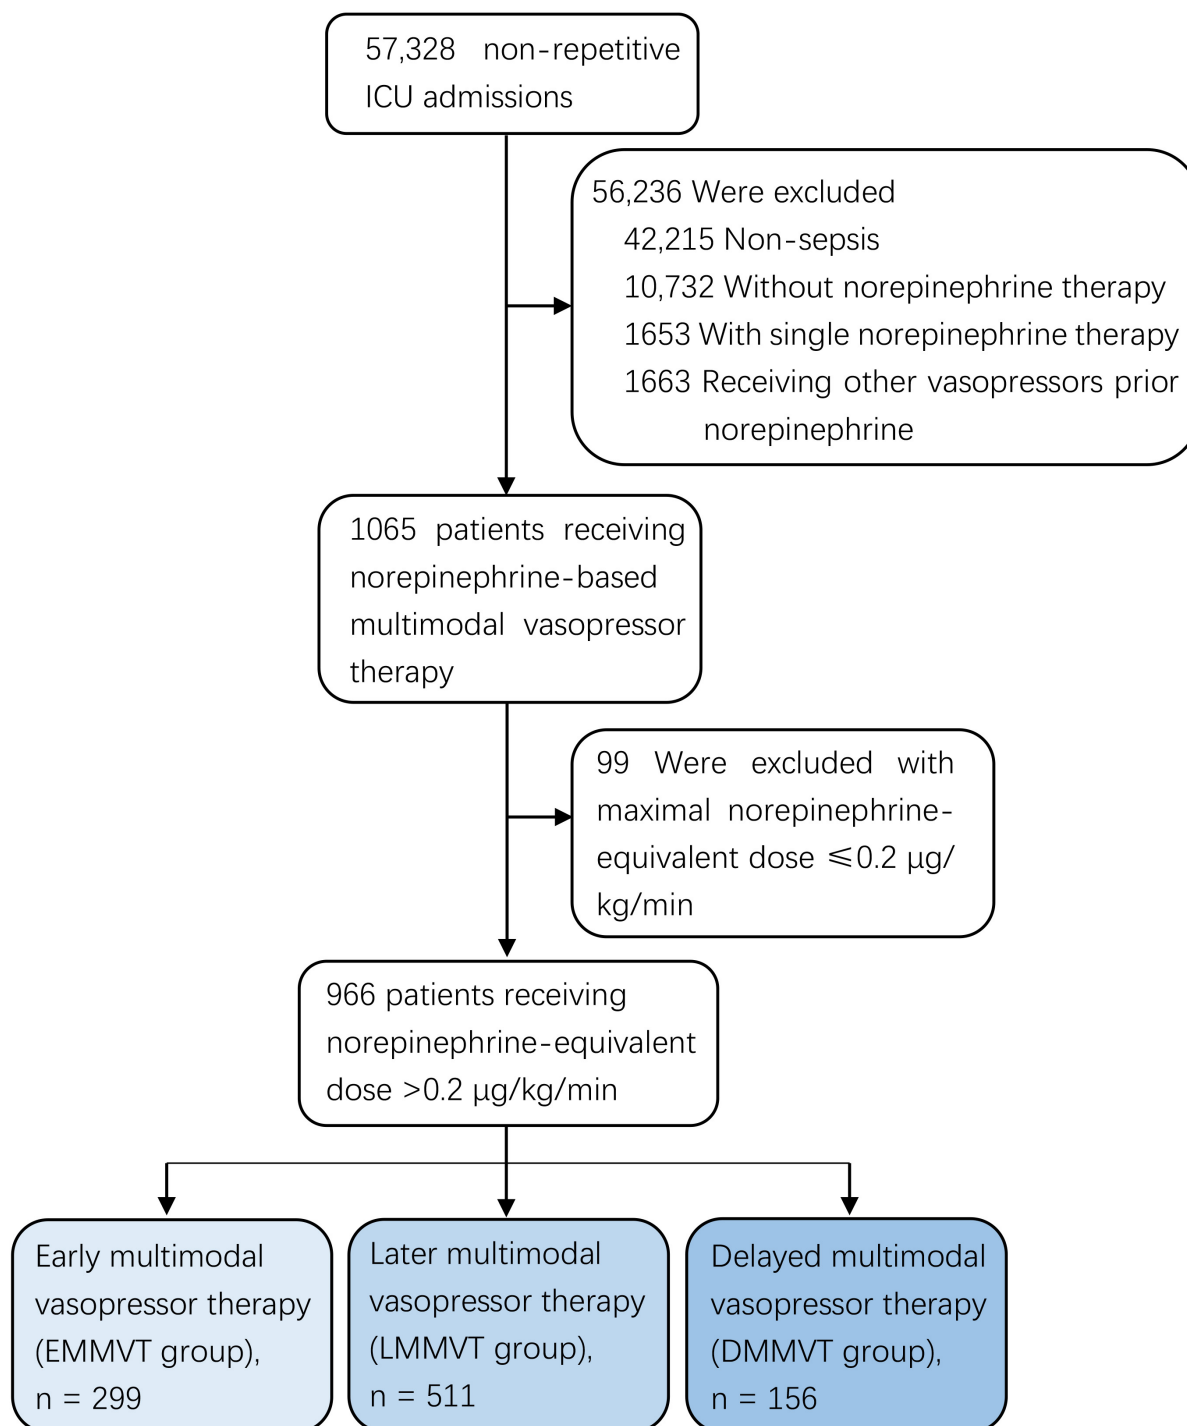 57,328 non-repetitive
ICU admissions
56,236 Were excluded
42,215 Non-sepsis
10,732 Without norepinephrine therapy
1653 With single norepinephrine therapy
1663 Receiving other vasopressors prior
norepinephrine
1065 patients receiving
norepinephrine-based
multimodal vasopressor
therapy
99 Were excluded with
maximal norepinephrine-
equivalent dose ⩽0.2 μg/
kg/min
966 patients receiving
norepinephrine-equivalent
dose >0.2 μg/kg/min
Early multimodal
vasopressor therapy
(EMMVT group),
n = 299
Later multimodal
vasopressor therapy
(LMMVT group),
n = 511
Delayed multimodal
vasopressor therapy
(DMMVT group),
n = 156